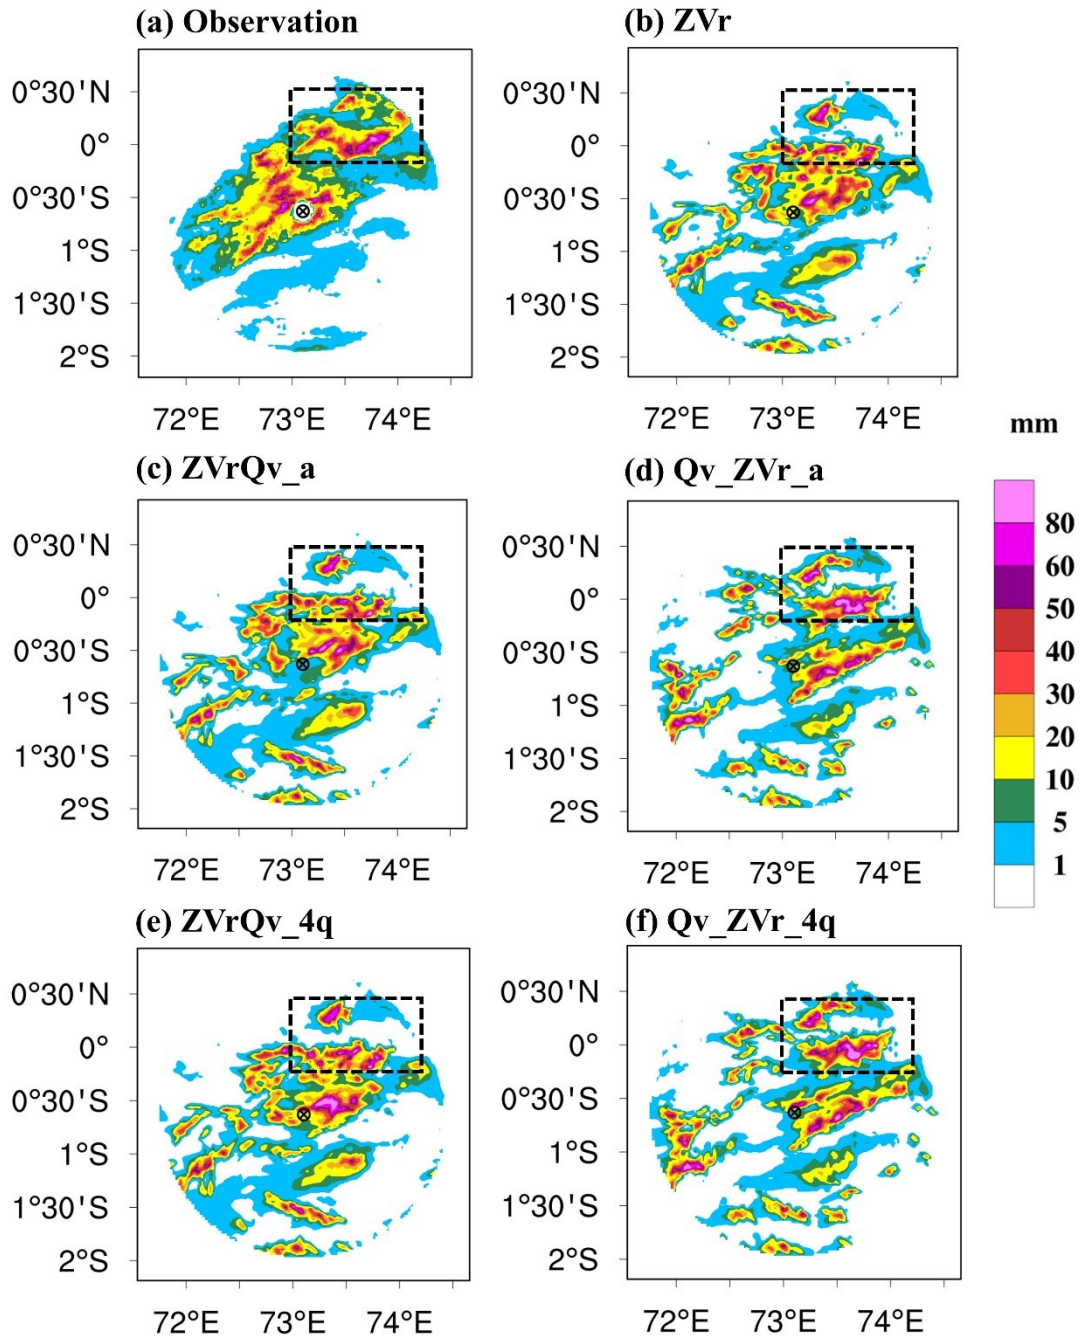 (a) Observation
(b) ZVr
0°30'N
0°
0°30'S
1°S
1°30'S
2°S
72°E 73°E 74°E
0°30'N
0°
0°30'S
1°S
1°30'S
2°S
72°E 73°E 74°E
mm
80
60
50
40
30
20
10
5
1
(c) ZVrQv_a
(d) Qv_ZVr_a
0°30'N
0°
0°30'S
1°S
1°30'S
2°S
72°E 73°E 74°E
0°30'N
0°
0°30'S
1°S
1°30'S
2°S
72°E 73°E 74°E
(e) ZVrQv_4q
(f) Qv_ZVr_4q
0°30'N
0°
0°30'S
1°S
1°30'S
2°S
72°E 73°E 74°E
0°30'N
0°
0°30'S
1°S
1°30'S
2°S
72°E 73°E 74°E